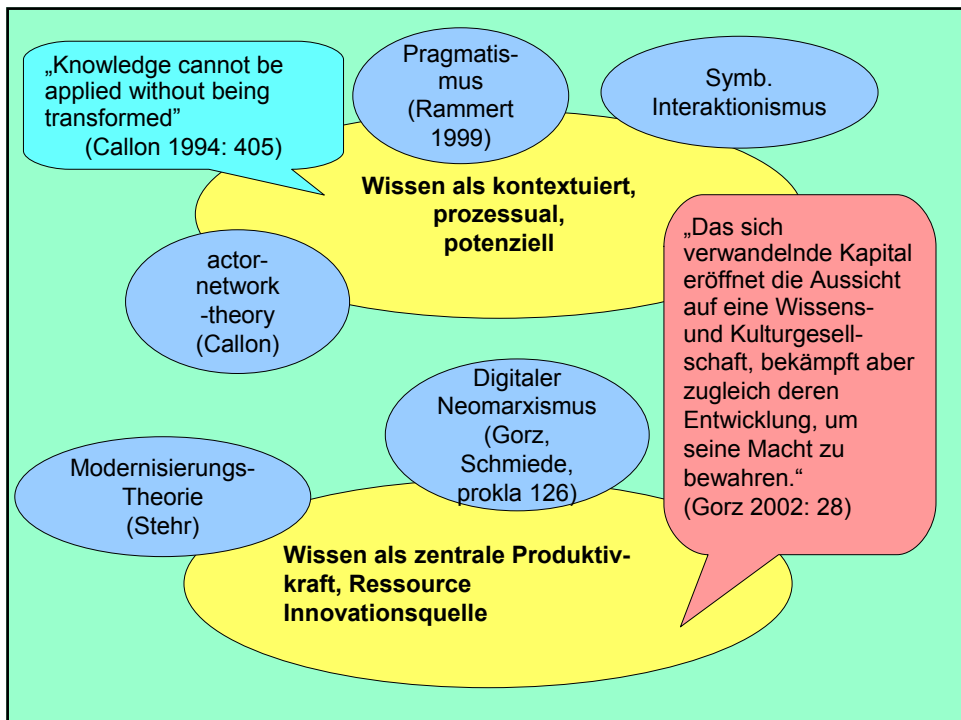 „Knowledge cannot be
applied without being
transformed”
(Callon 1994: 405)
Pragmatis-
mus
(Rammert
1999)
Symb.
Interaktionismus
Wissen als kontextuiert,
prozessual,
potenziell
actor-
network
-theory
(Callon)
„Das sich
verwandelnde Kapital
eröffnet die Aussicht
auf eine Wissens-
und Kulturgesell-
schaft, bekämpft aber
zugleich deren
Entwicklung, um
seine Macht zu
bewahren.“
(Gorz 2002: 28)
Digitaler
Neomarxismus
(Gorz,
Schmiede,
prokla 126)
Modernisierungs-
Theorie
(Stehr)
Wissen als zentrale Produktiv-
kraft, Ressource
Innovationsquelle